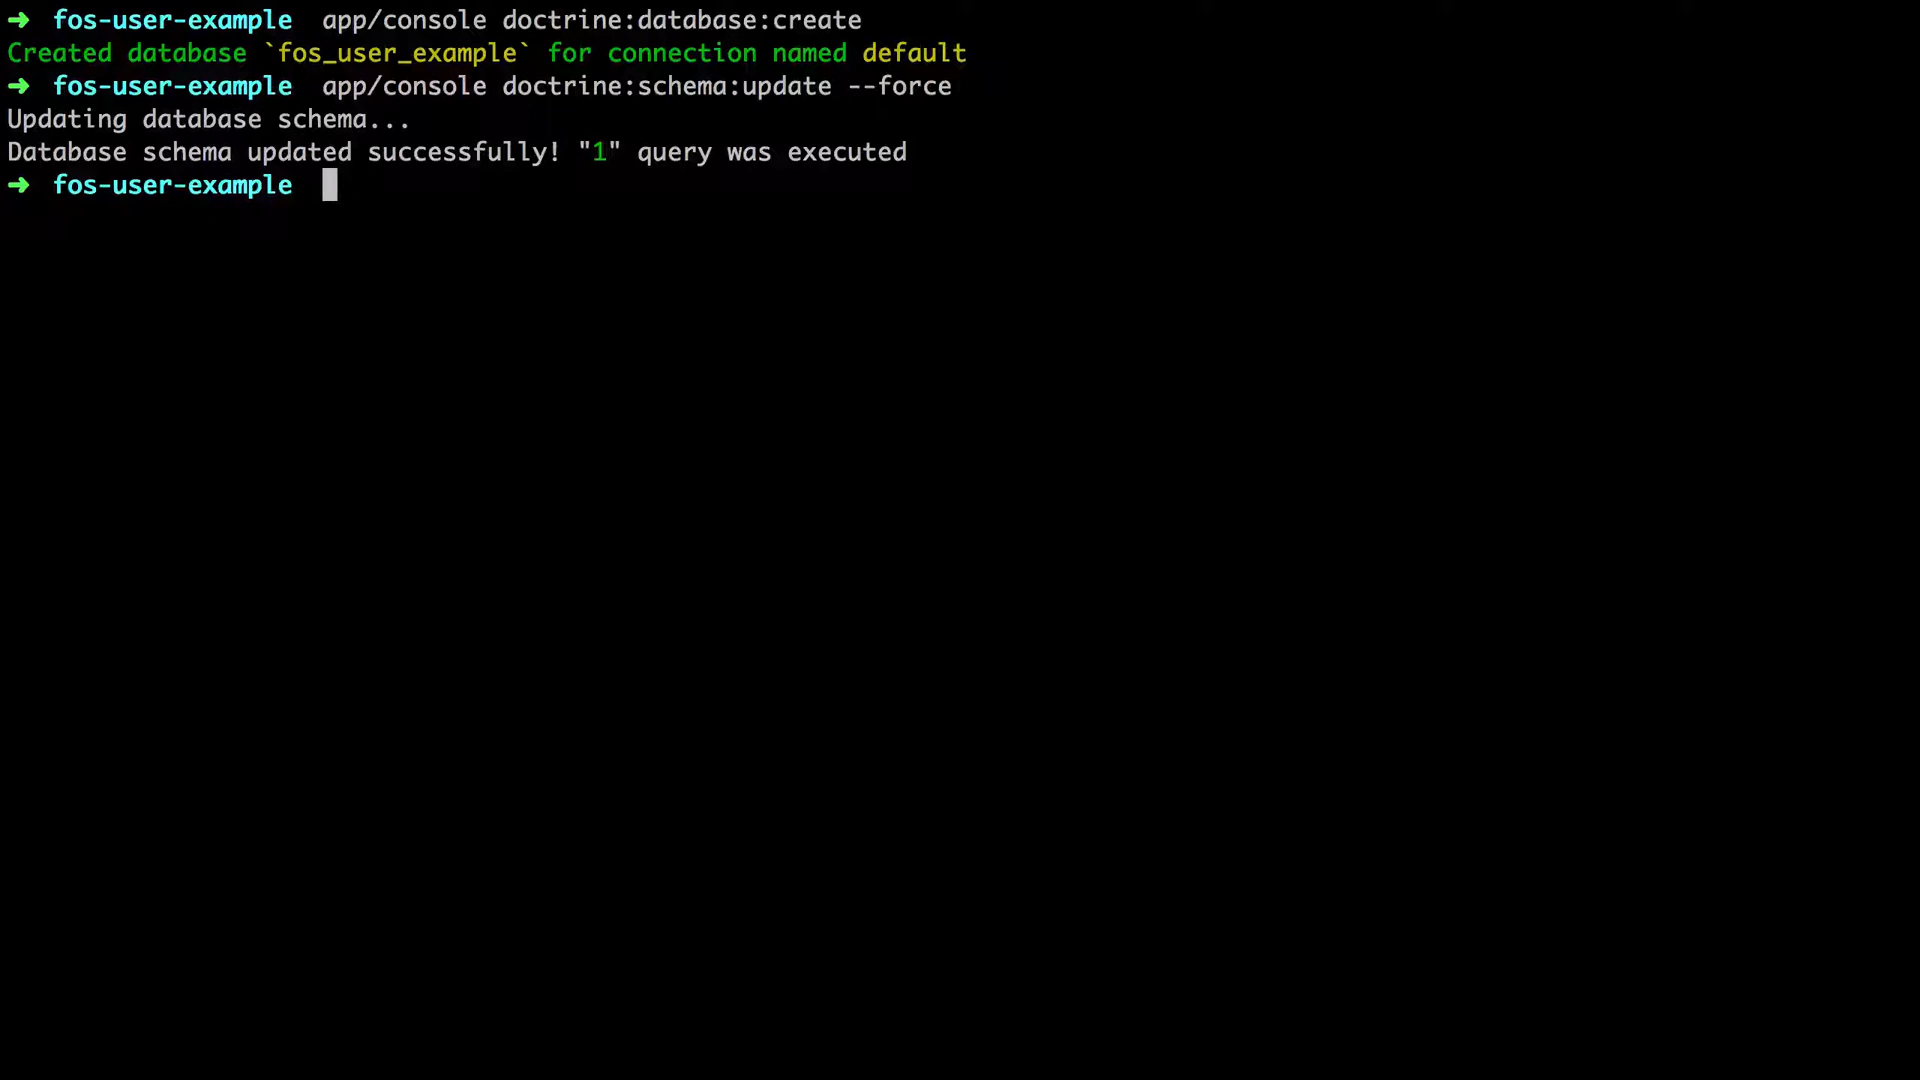 ➜  fos-user-example  app/console doctrine:database:create
Created database `fos_user_example` for connection named default
➜  fos-user-example  app/console doctrine:schema:update --force
Updating database schema...
Database schema updated successfully! "1" query was executed
➜  fos-user-example